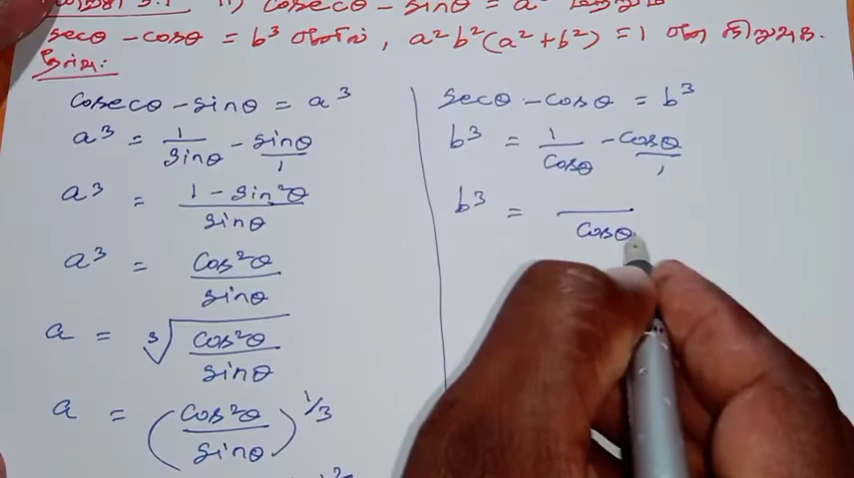 ii) Cosecθ - sinθ = a³
secθ - cosθ = b³ எனில், a²b²(a²+b²) = 1 என நிறுவுக.
தீர்வு:
Cosecθ - sinθ = a³
a³ = 1/sinθ - sinθ/1
a³ = 1 - sin²θ / sinθ
a³ = Cos²θ / sinθ
a = ³√(Cos²θ / sinθ)
a = (Cos²θ / sinθ)^1/3
secθ - cosθ = b³
b³ = 1/Cosθ - Cosθ/1
b³ = / Cosθ